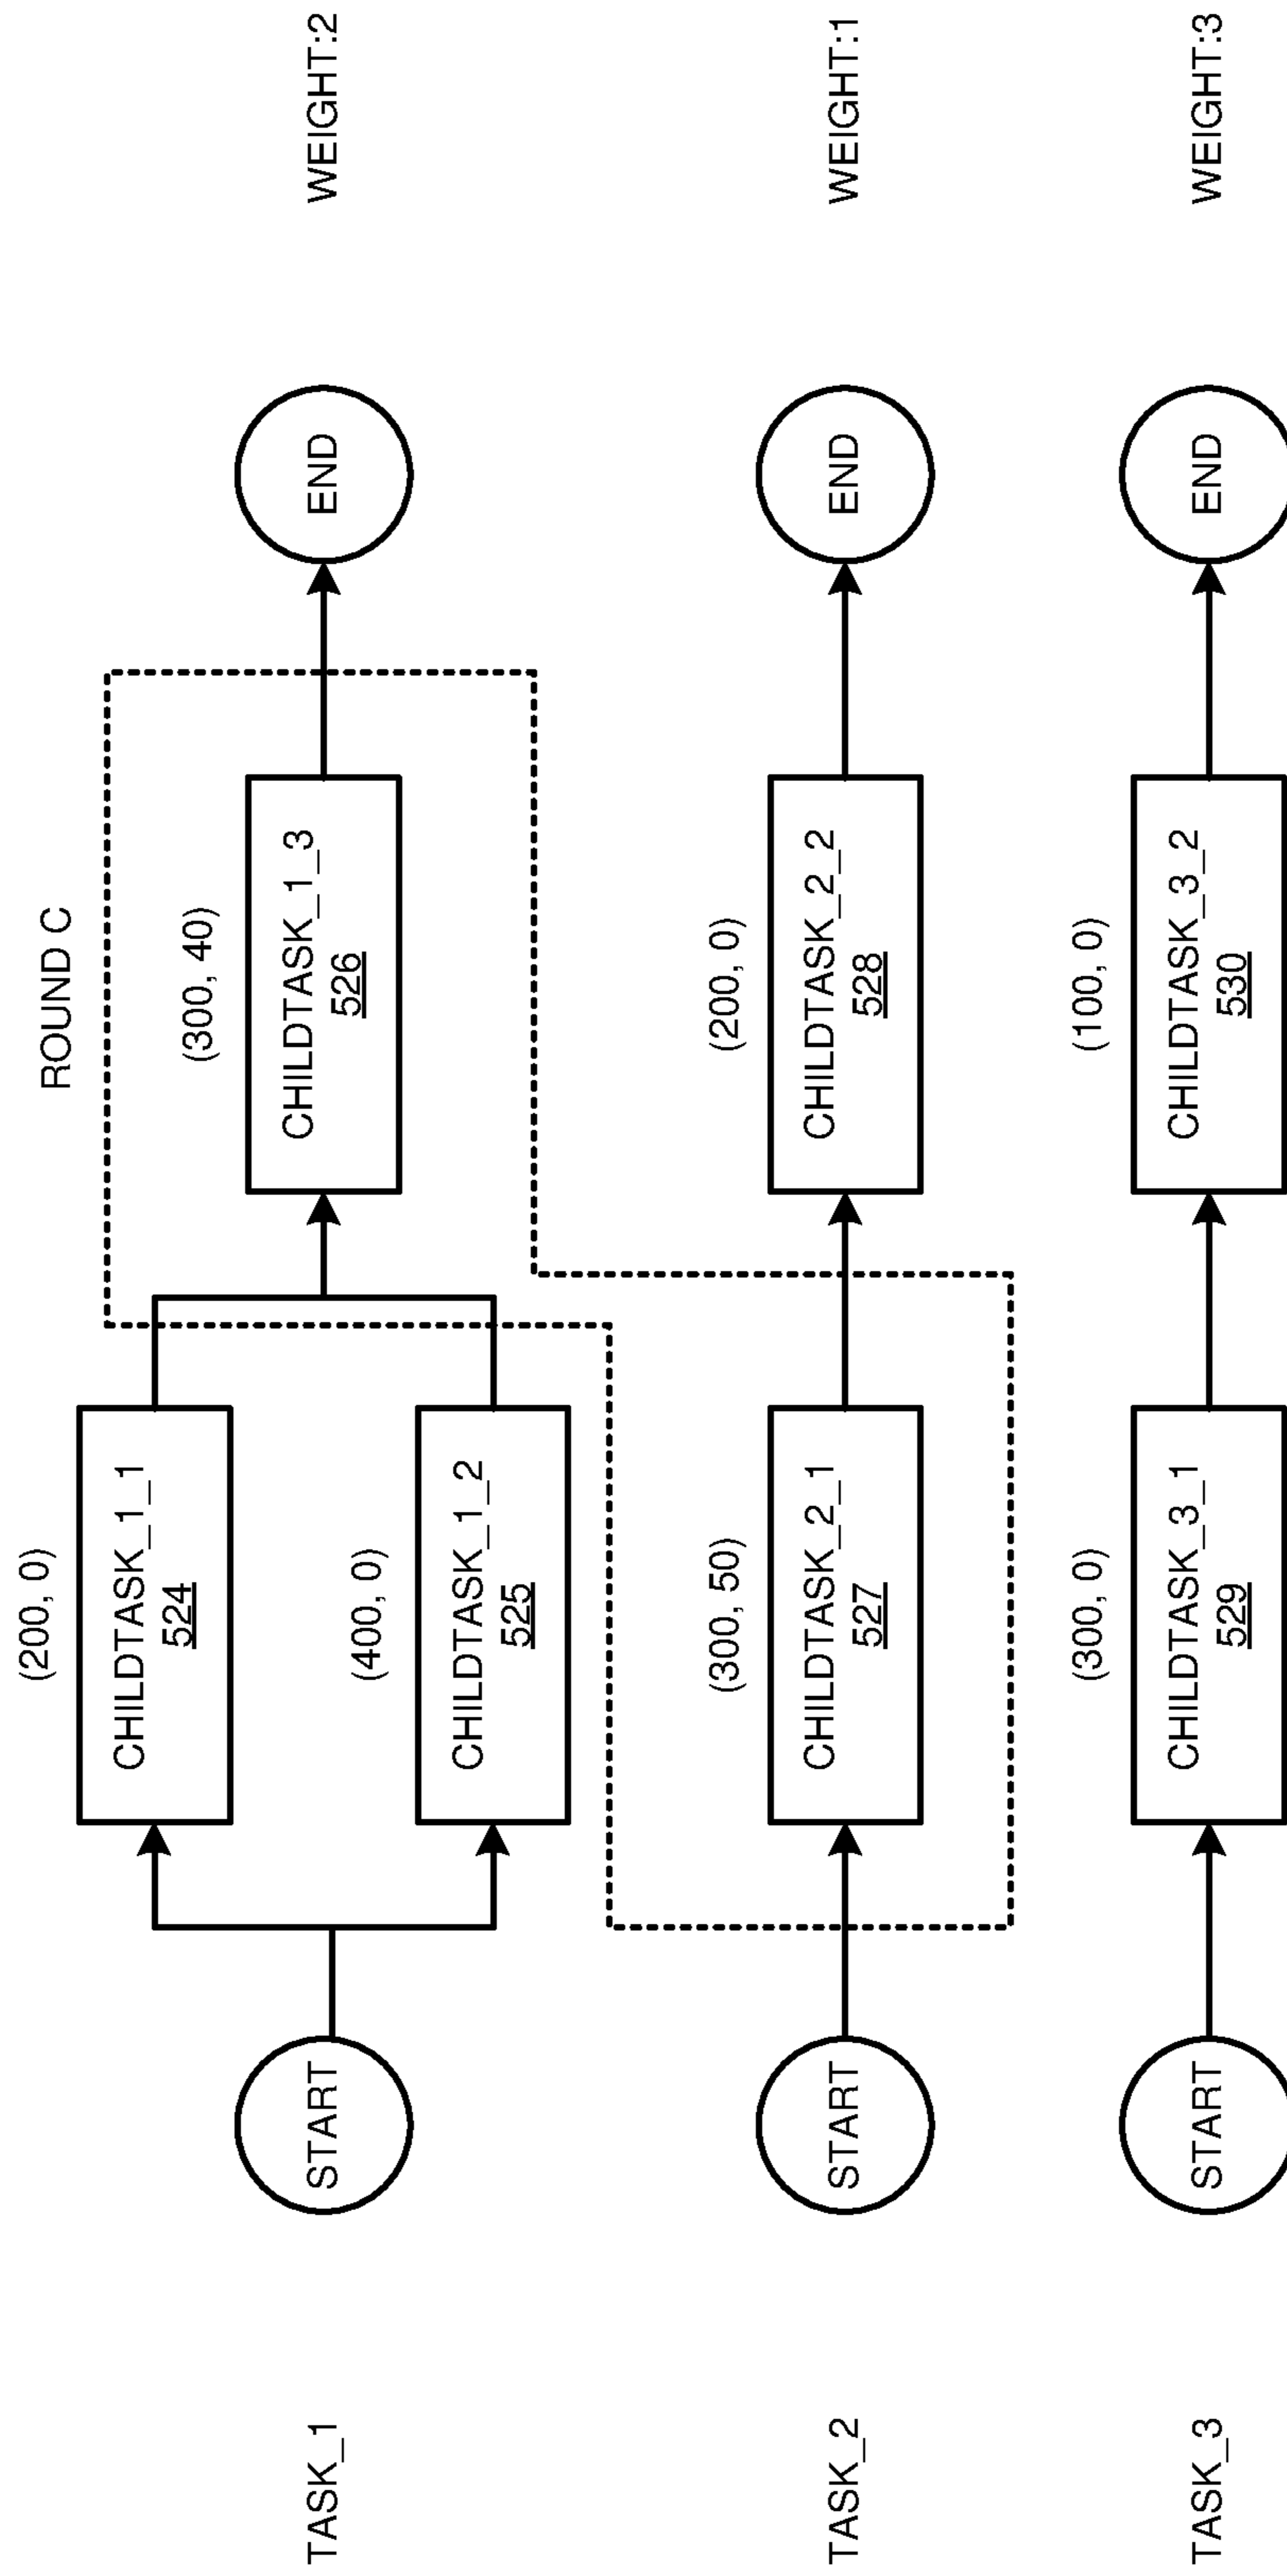 ROUND C
TASK_1
START
(200, 0)
CHILDTASK_1_1
524
(400, 0)
CHILDTASK_1_2
525
(300, 40)
CHILDTASK_1_3
526
END
WEIGHT:2
TASK_2
START
(300, 50)
CHILDTASK_2_1
527
(200, 0)
CHILDTASK_2_2
528
END
WEIGHT:1
TASK_3
START
(300, 0)
CHILDTASK_3_1
529
(100, 0)
CHILDTASK_3_2
530
END
WEIGHT:3